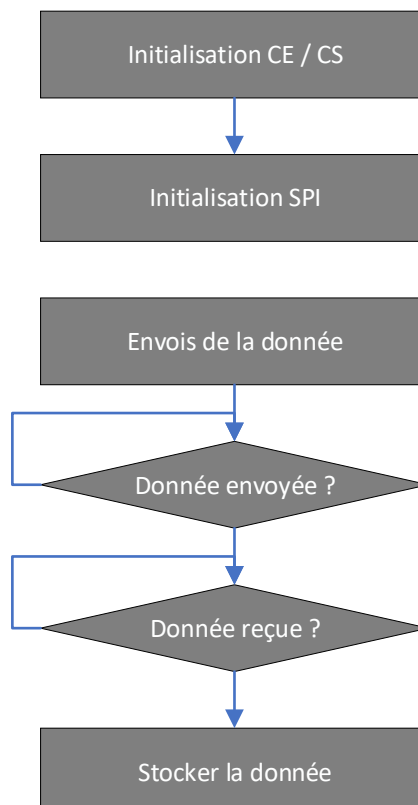 Initialisation CE / CS
Initialisation SPI
Envois de la donnée
Donnée envoyée ?
Donnée reçue ?
Stocker la donnée